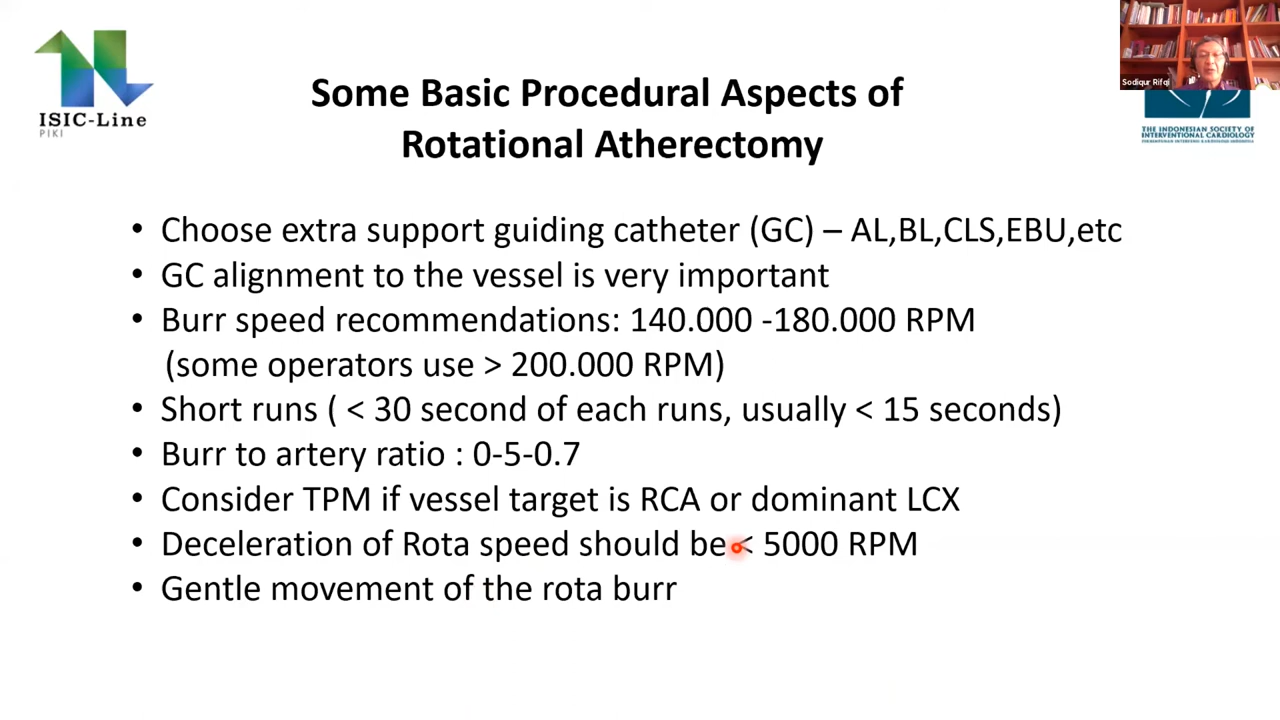 ISIC-Line
PIKI
Sodiqur Rifqi
THE INDONESIAN SOCIETY OF
INTERVENTIONAL CARDIOLOGY
Some Basic Procedural Aspects of
Rotational Atherectomy
• Choose extra support guiding catheter (GC) – AL,BL,CLS,EBU,etc
• GC alignment to the vessel is very important
• Burr speed recommendations: 140.000 -180.000 RPM
(some operators use > 200.000 RPM)
• Short runs ( < 30 second of each runs, usually < 15 seconds)
• Burr to artery ratio : 0-5-0.7
• Consider TPM if vessel target is RCA or dominant LCX
• Deceleration of Rota speed should be < 5000 RPM
• Gentle movement of the rota burr